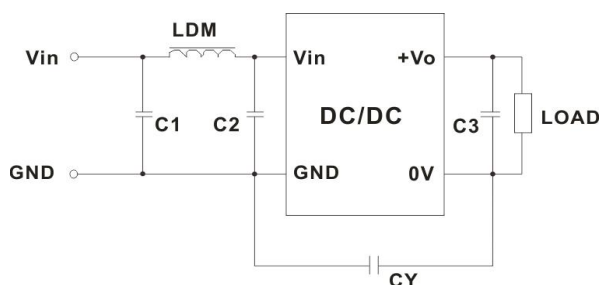 LDM
Vin
Vin
+Vo
C1
C2
DC/DC
C3
LOAD
GND
GND
0V
CY